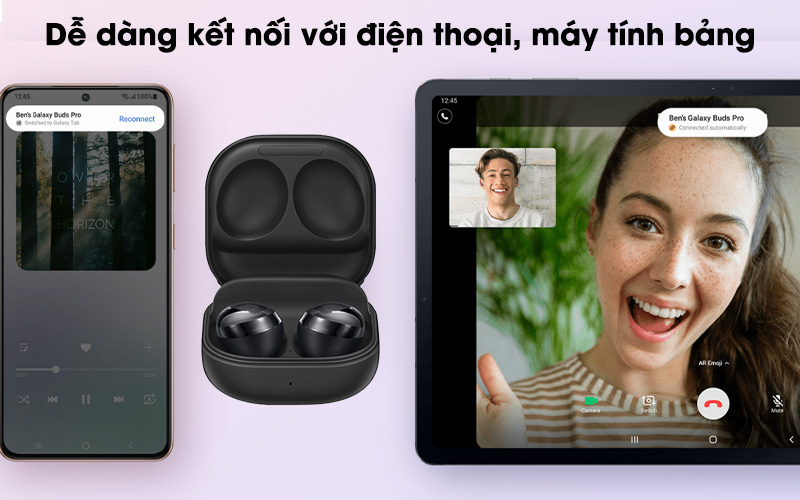 Dễ dàng kết nối với điện thoại, máy tính bảng
12:45
100%
Ben's Galaxy Buds Pro
Switched to Galaxy Tab
Reconnect
OVER
THE
HORIZON
12:45
Ben's Galaxy Buds Pro
Connected automatically
AR Emoji
Camera
Switch
Mute